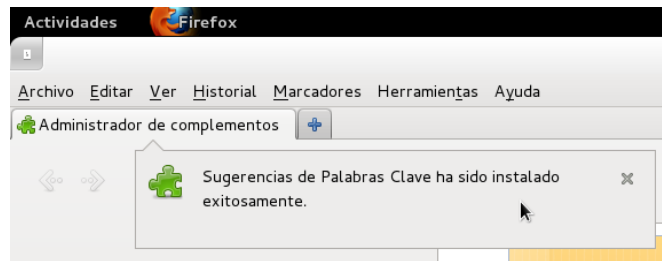 Actividades Firefox
Archivo Editar Ver Historial Marcadores Herramientas Ayuda
Administrador de complementos
Sugerencias de Palabras Clave ha sido instalado
exitosamente.